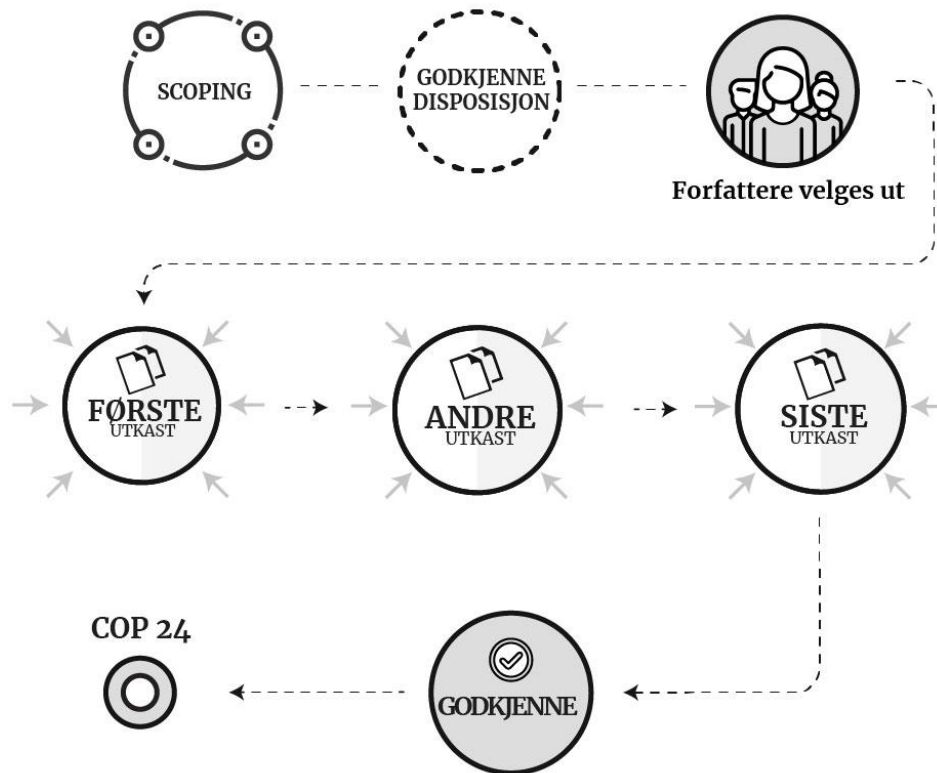 SCOPING
GODKJENNE
DISPOSISJON
Forfattere velges ut
FØRSTE
UTKAST
ANDRE
UTKAST
SISTE
UTKAST
COP 24
GODKJENNE